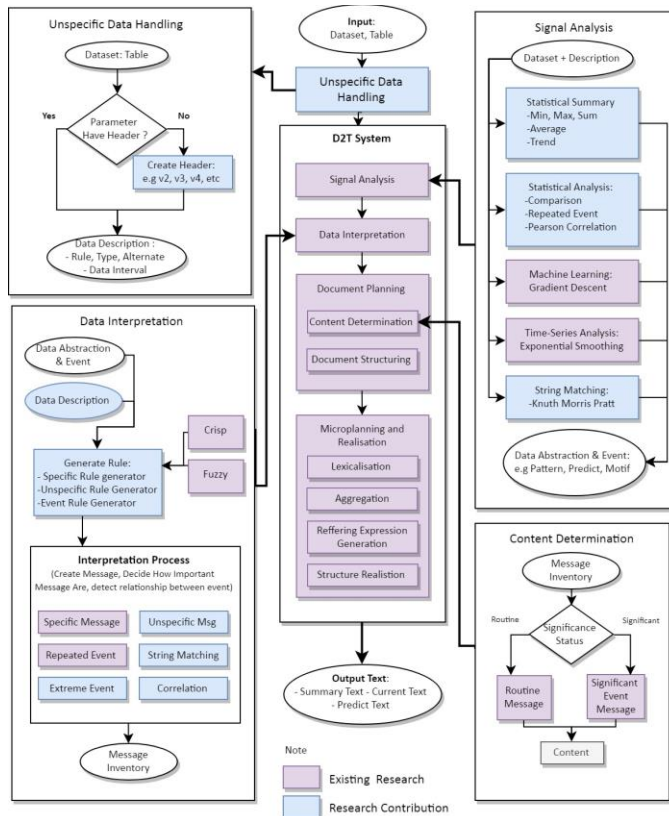 Unspecific Data Handling
Dataset: Table
Yes
No
Parameter
Have Header ?
Create Header:
e.g v2, v3, v4, etc
Data Description :
- Rule, Type, Alternate
- Data Interval
Input:
Dataset, Table
Unspecific Data
Handling
D2T System
Signal Analysis
Data Interpretation
Document Planning
Content Determination
Document Structuring
Microplanning and
Realisation
Lexicalisation
Aggregation
Reffering Expression
Generation
Structure Realistion
Output Text:
- Summary Text - Current Text
- Predict Text
Signal Analysis
Dataset + Description
Statistical Summary
-Min, Max, Sum
-Average
-Trend
Statistical Analysis:
-Comparison
-Repeated Event
-Pearson Correlation
Machine Learning:
Gradient Descent
Time-Series Analysis:
Exponential Smoothing
String Matching:
-Knuth Morris Pratt
Data Abstraction & Event:
e.g Pattern, Predict, Motif
Data Interpretation
Data Abstraction
& Event
Data Description
Crisp
Fuzzy
Generate Rule:
- Specific Rule generator
-Unspecific Rule Generator
-Event Rule Generator
Interpretation Process
(Create Message, Decide How Important
Message Are, detect relationship between event)
Specific Message
Unspecific Msg
Repeated Event
String Matching
Extreme Event
Correlation
Message
Inventory
Content Determination
Message
Inventory
Routine
Significant
Significance
Status
Routine
Message
Significant
Event
Message
Content
Note
Existing Research
Research Contribution